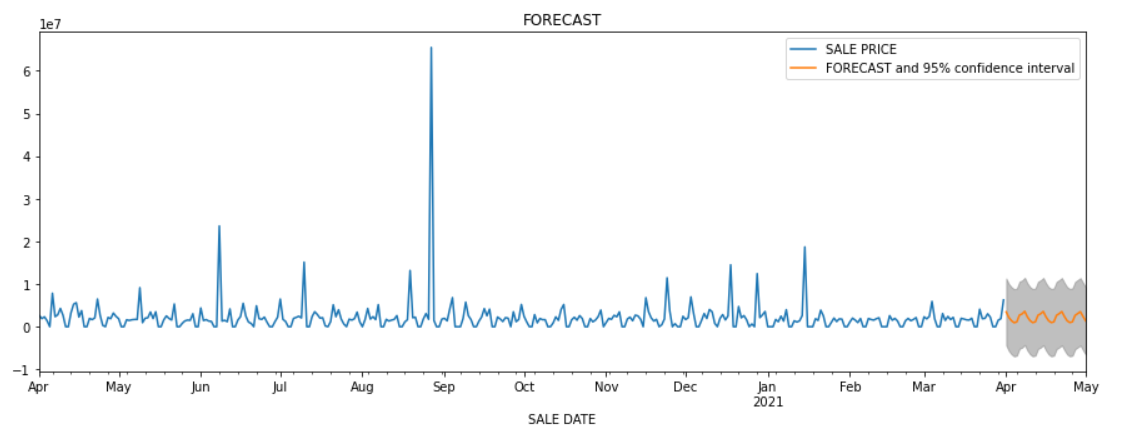 FORECAST
1e7
SALE PRICE
FORECAST and 95% confidence interval
6
5
4
3
2
1
0
−1
Apr May Jun Jul Aug Sep Oct Nov Dec Jan Feb Mar Apr May
2021
SALE DATE